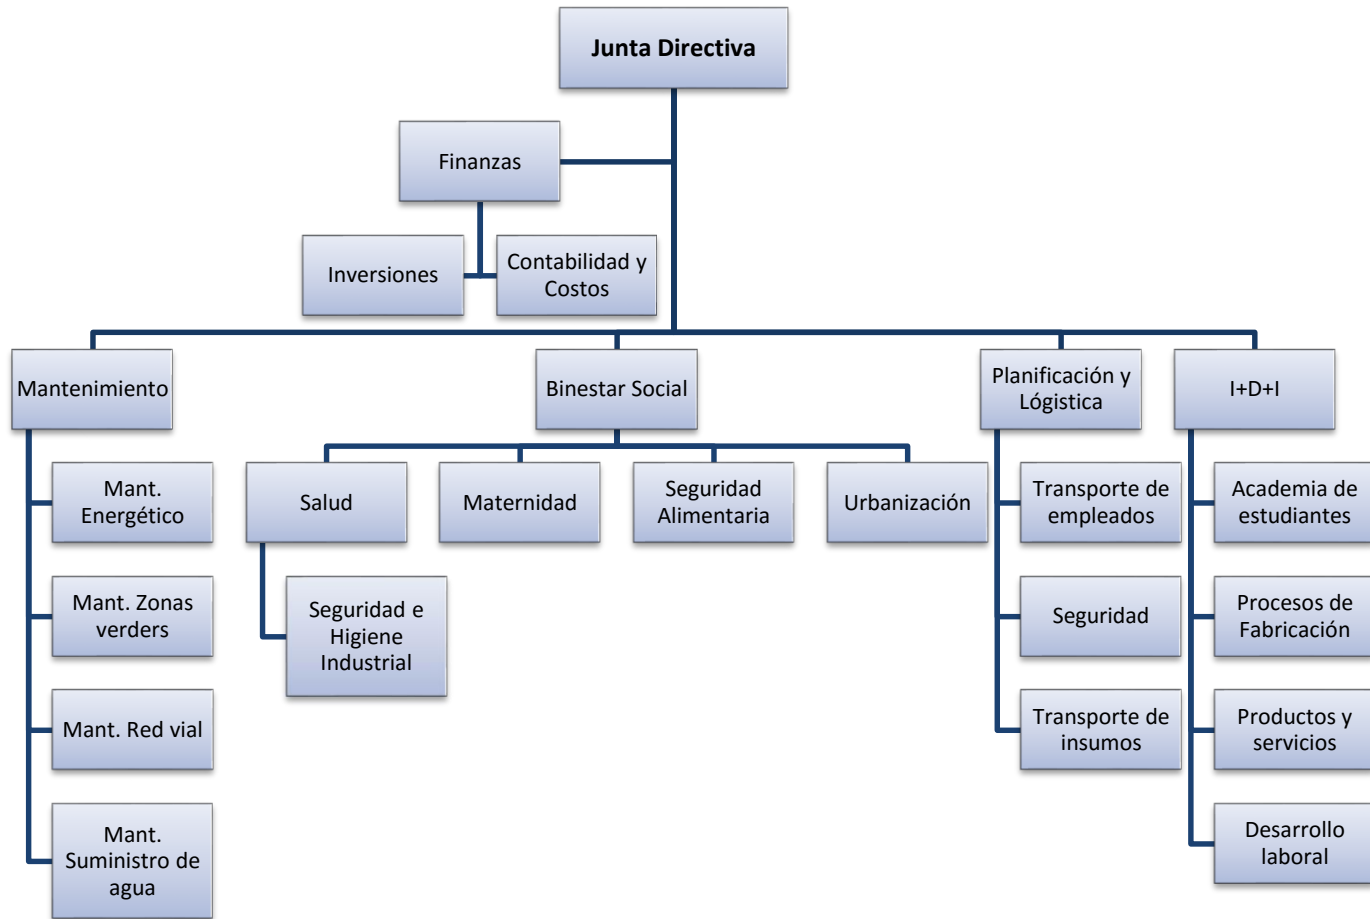 Junta Directiva
Finanzas
Inversiones
Contabilidad y
Costos
Mantenimiento
Binestar Social
Planificación y
Lógistica
I+D+I
Mant.
Energético
Mant. Zonas
verders
Mant. Red vial
Mant.
Suministro de
agua
Salud
Maternidad
Seguridad
Alimentaria
Urbanización
Seguridad e
Higiene
Industrial
Transporte de
empleados
Seguridad
Transporte de
insumos
Academia de
estudiantes
Procesos de
Fabricación
Productos y
servicios
Desarrollo
laboral